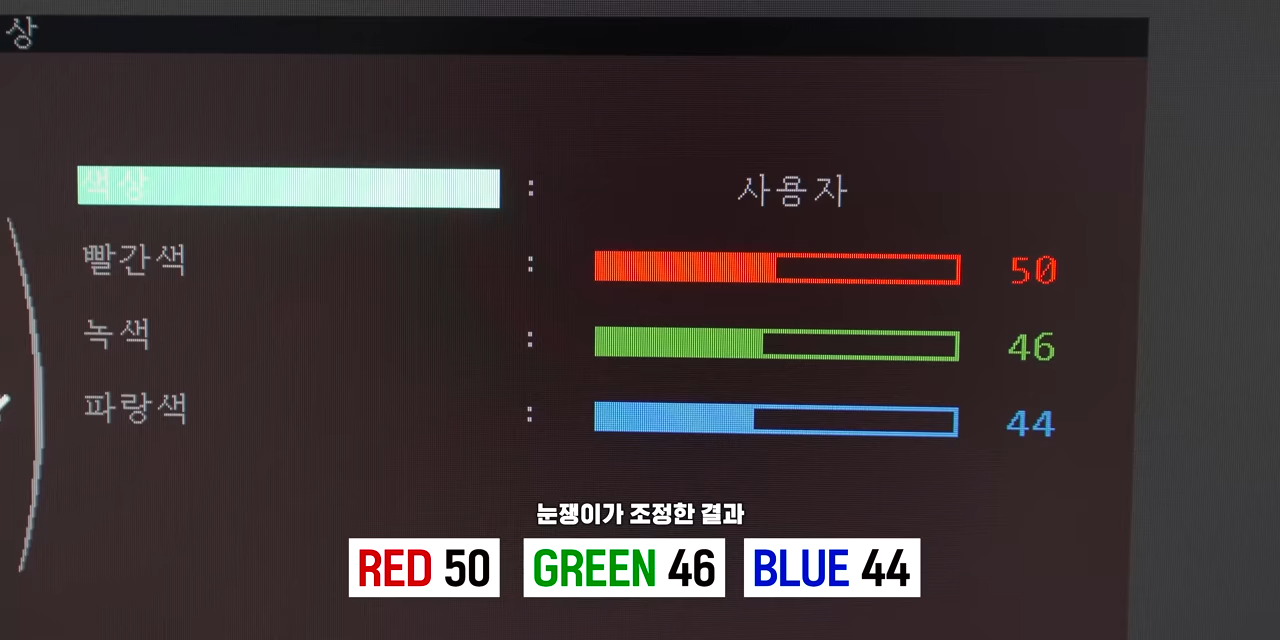 상
색상 : 사용자
빨간색 : 50
녹색 : 46
파랑색 : 44
눈쟁이가 조정한 결과
RED 50 GREEN 46 BLUE 44